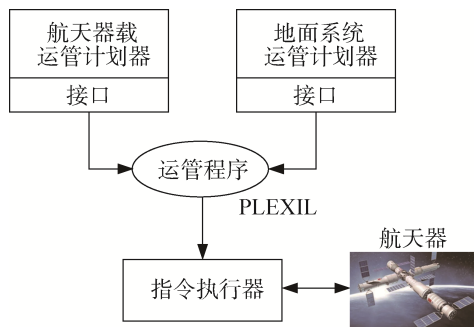 航天器载
运管计划器
接口
地面系统
运管计划器
接口
运管程序
PLEXIL
指令执行器
航天器